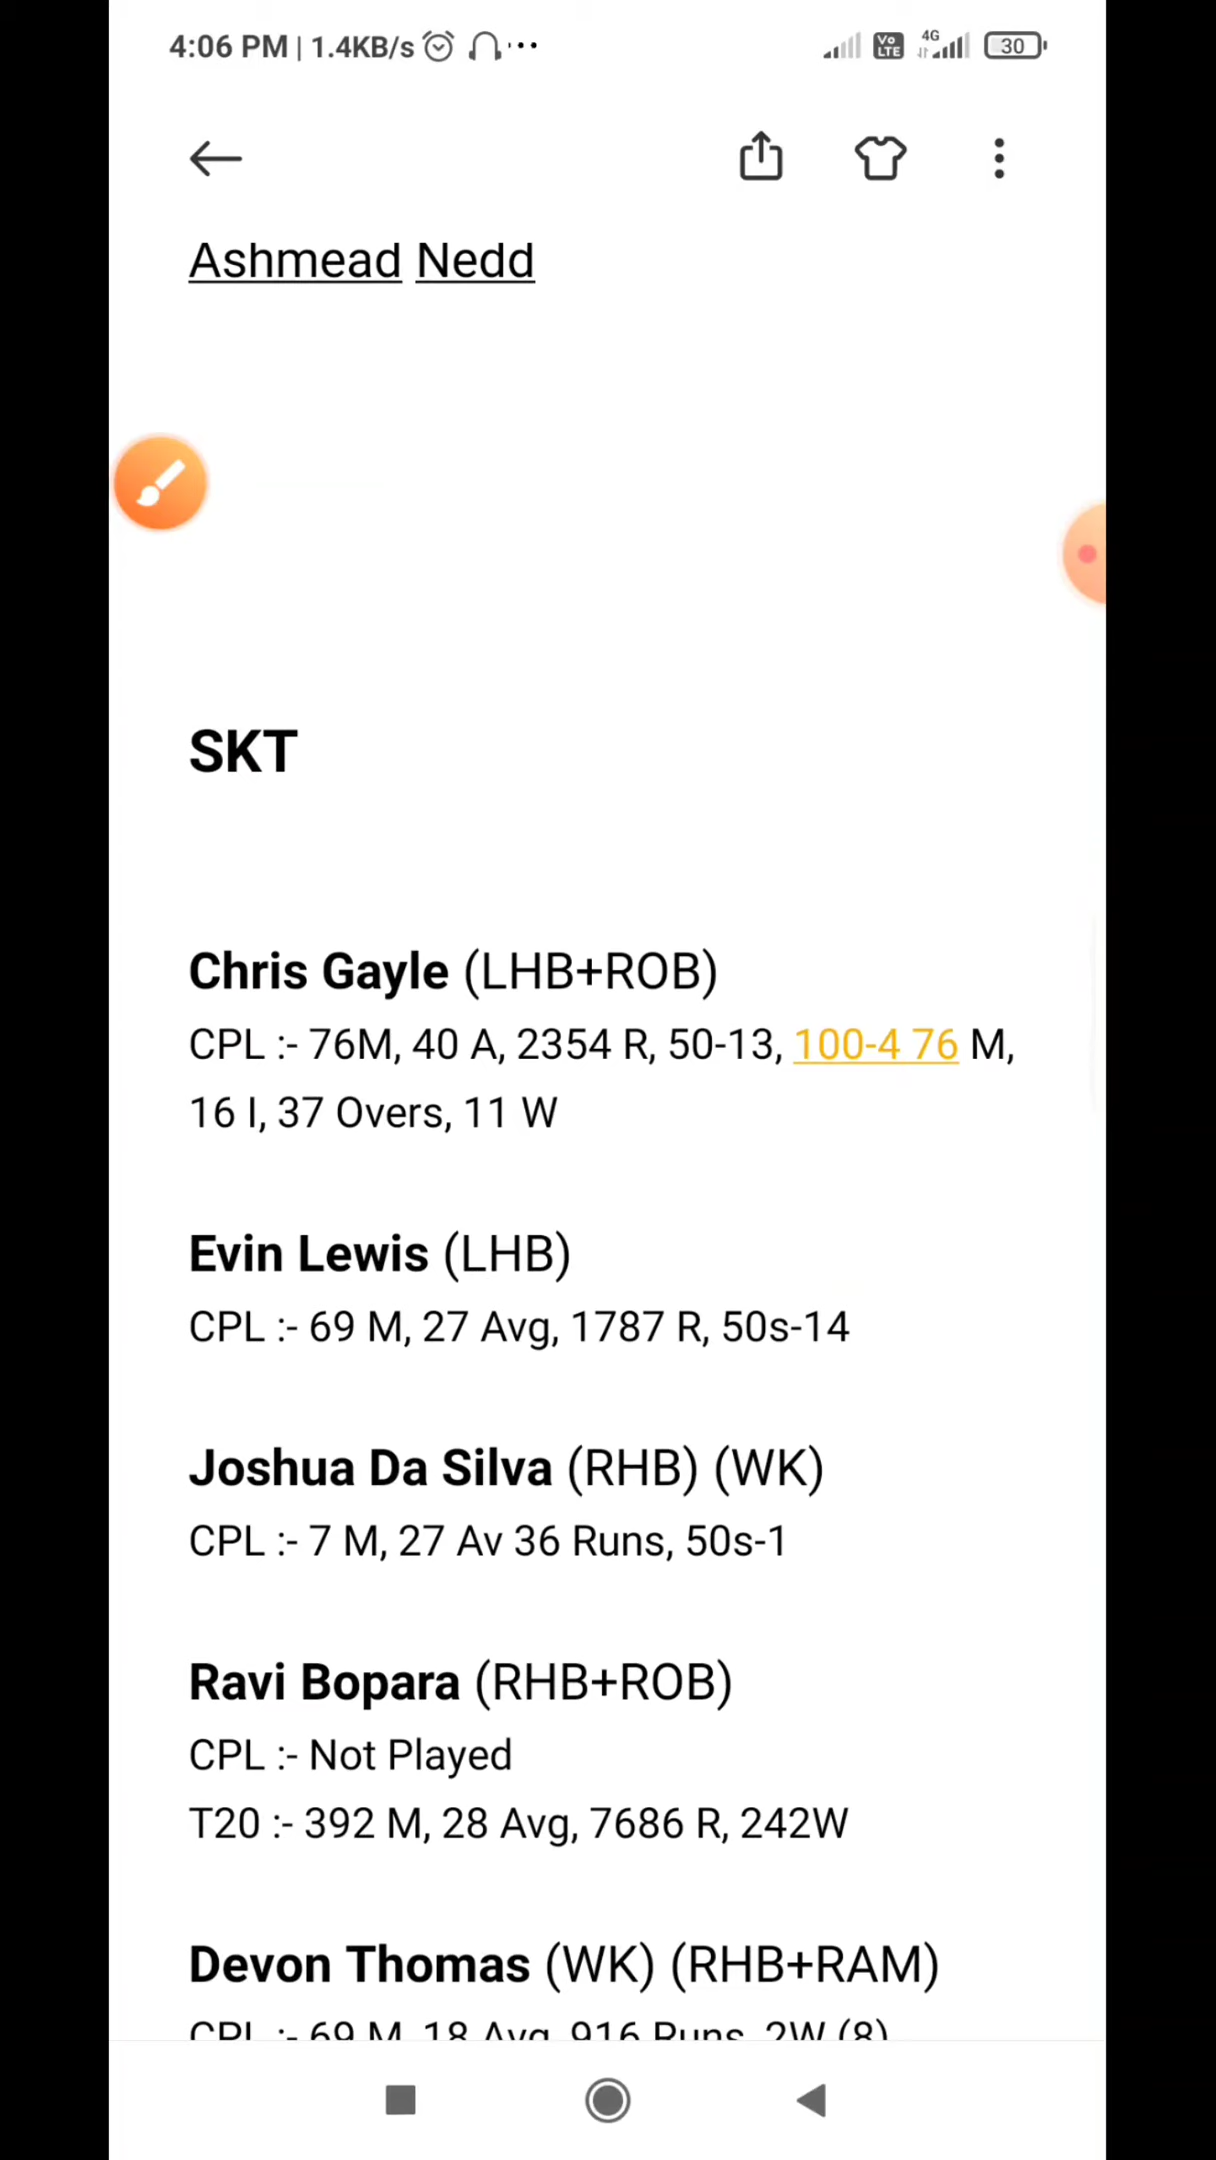 4:06 PM | 1.4KB/s ... Vo LTE 4G 30
Ashmead Nedd
SKT
Chris Gayle (LHB+ROB)
CPL :- 76M, 40 A, 2354 R, 50-13, 100-4 76 M,
16 I, 37 Overs, 11 W
Evin Lewis (LHB)
CPL :- 69 M, 27 Avg, 1787 R, 50s-14
Joshua Da Silva (RHB) (WK)
CPL :- 7 M, 27 Av 36 Runs, 50s-1
Ravi Bopara (RHB+ROB)
CPL :- Not Played
T20 :- 392 M, 28 Avg, 7686 R, 242W
Devon Thomas (WK) (RHB+RAM)
CPL :- 69 M, 18 Avg, 916 Runs, 2W (8)